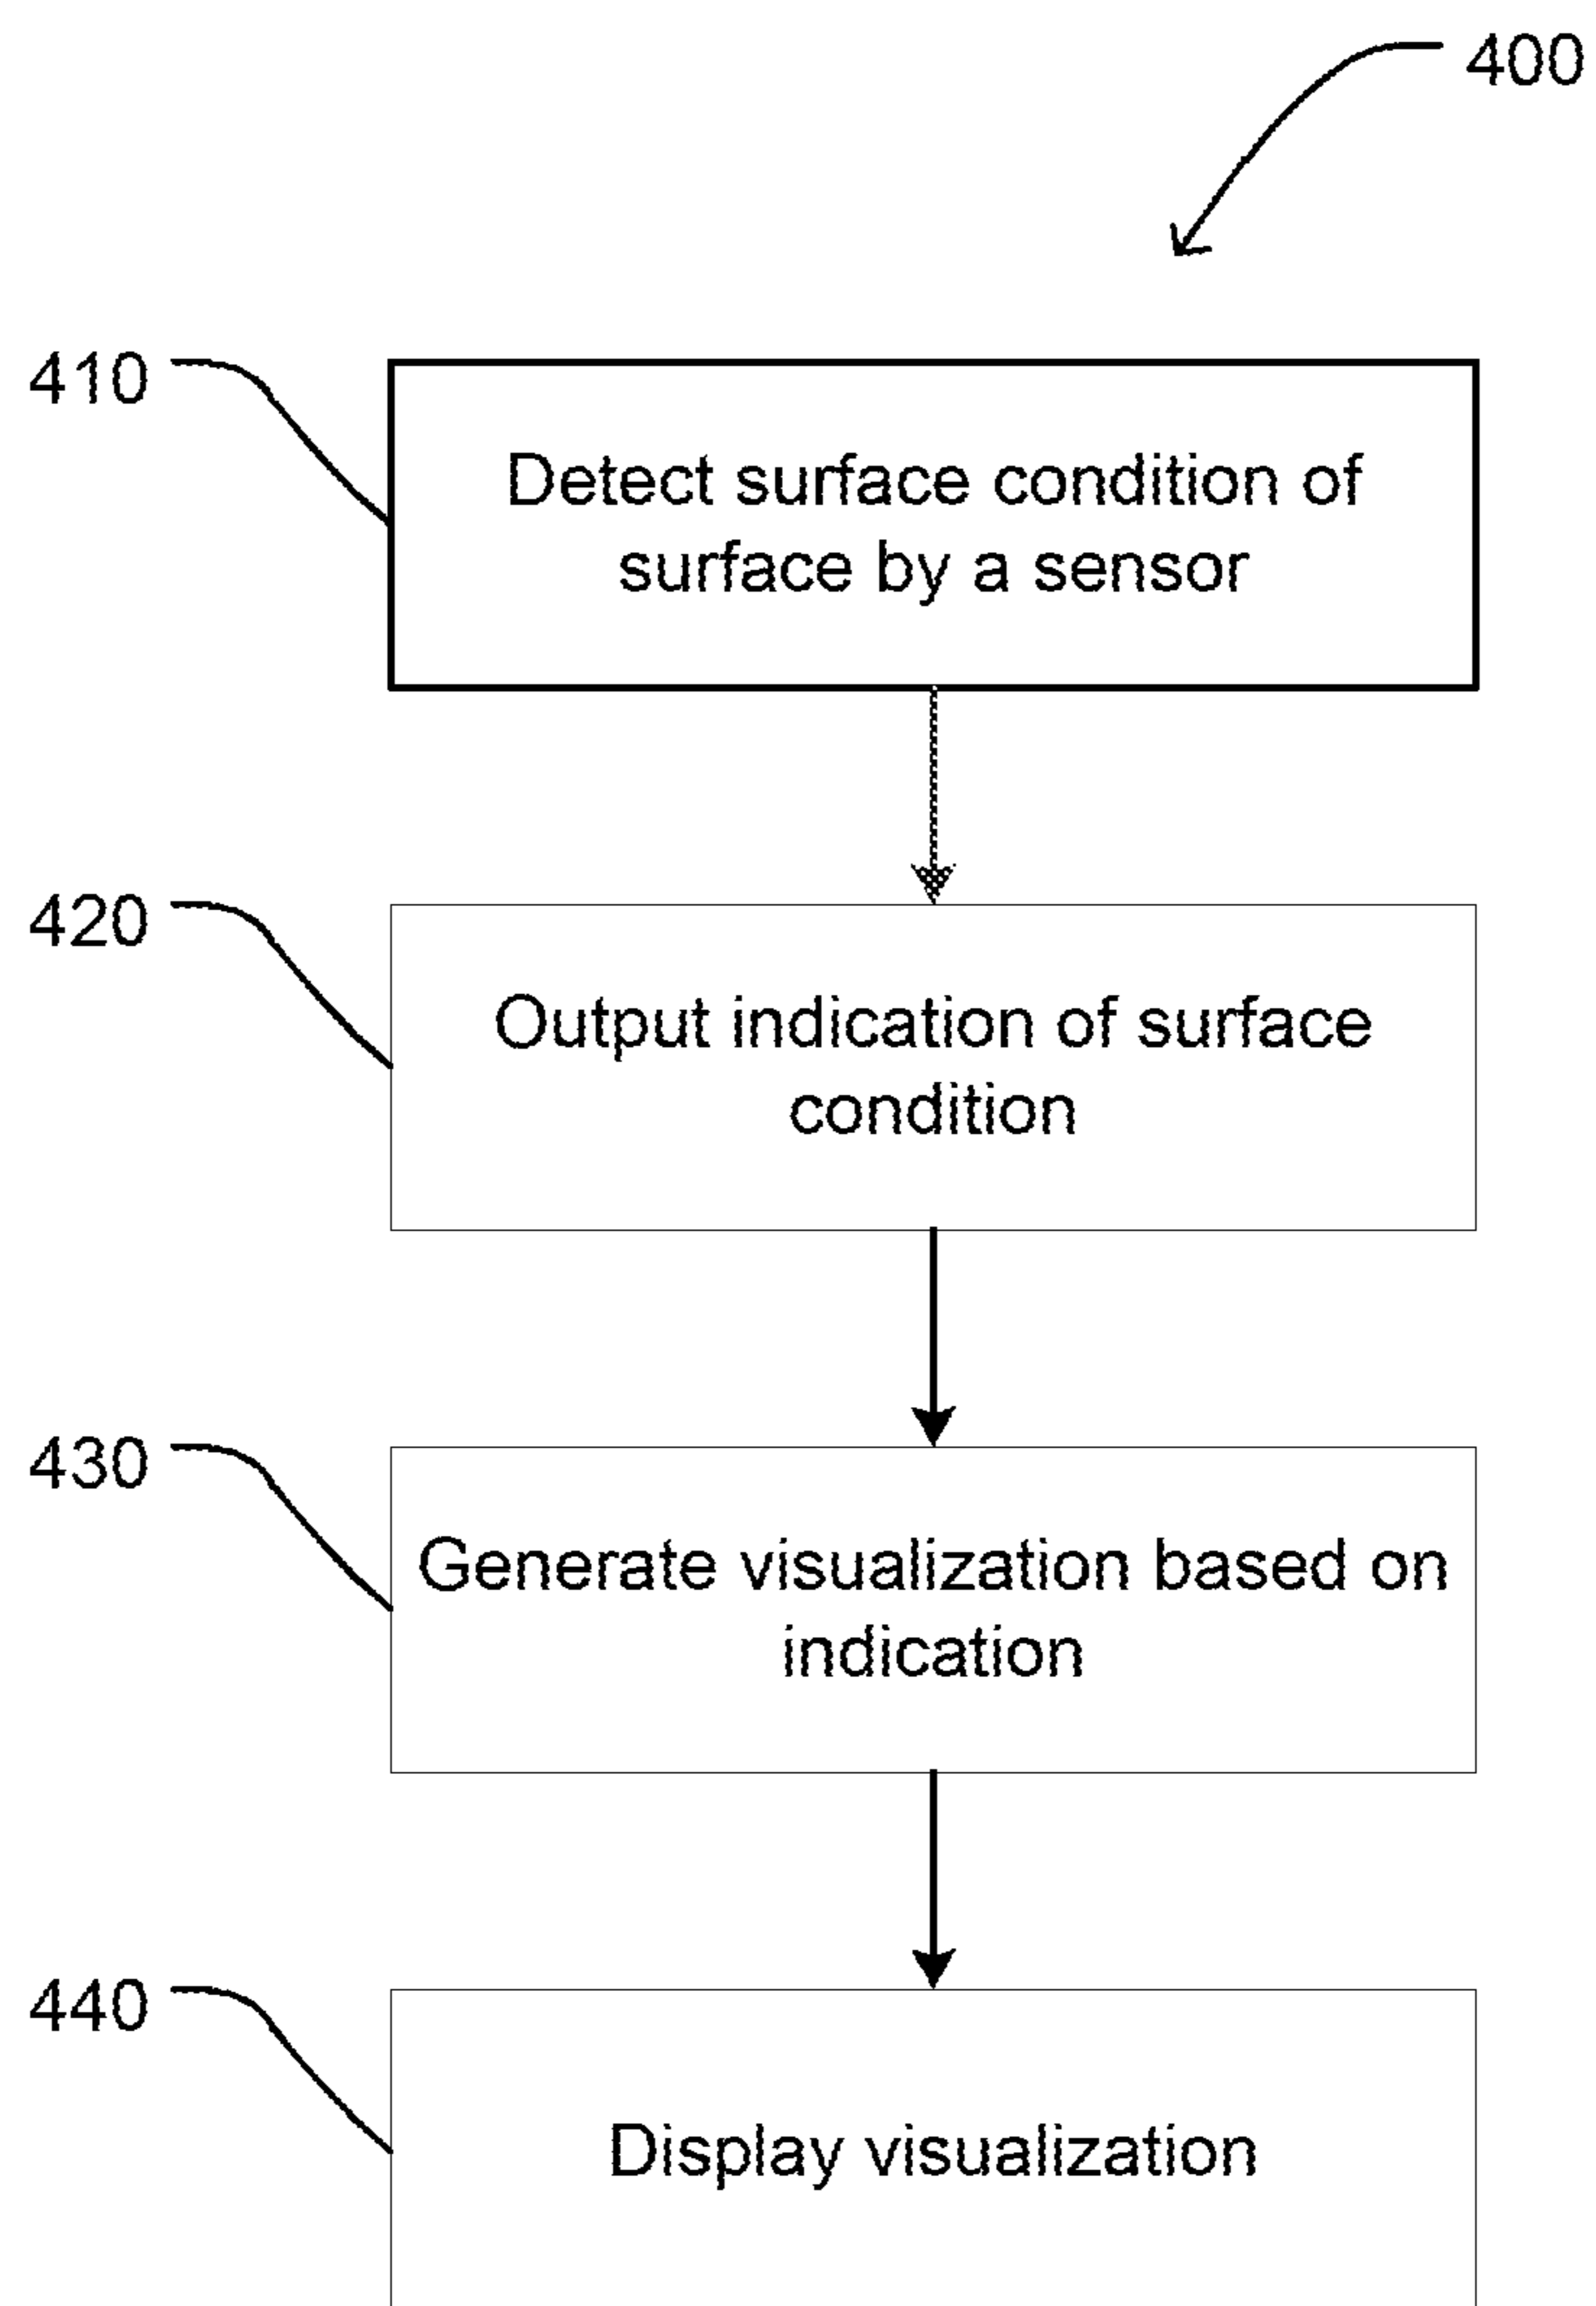 400
410
Detect surface condition of
surface by a sensor
420
Output indication of surface
condition
430
Generate visualization based on
indication
440
Display visualization